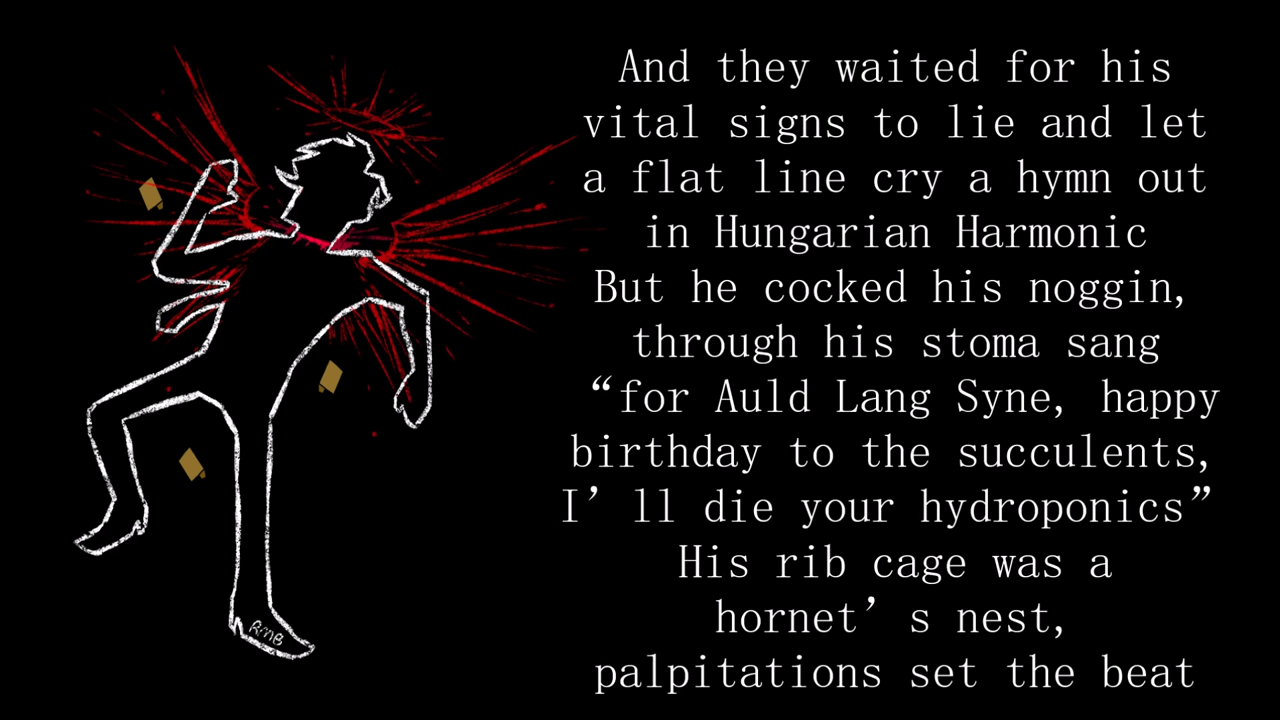 And they waited for his
vital signs to lie and let
a flat line cry a hymn out
in Hungarian Harmonic
But he cocked his noggin,
through his stoma sang
“for Auld Lang Syne, happy
birthday to the succulents,
I’ll die your hydroponics”
His rib cage was a
hornet’s nest,
palpitations set the beat
RMB